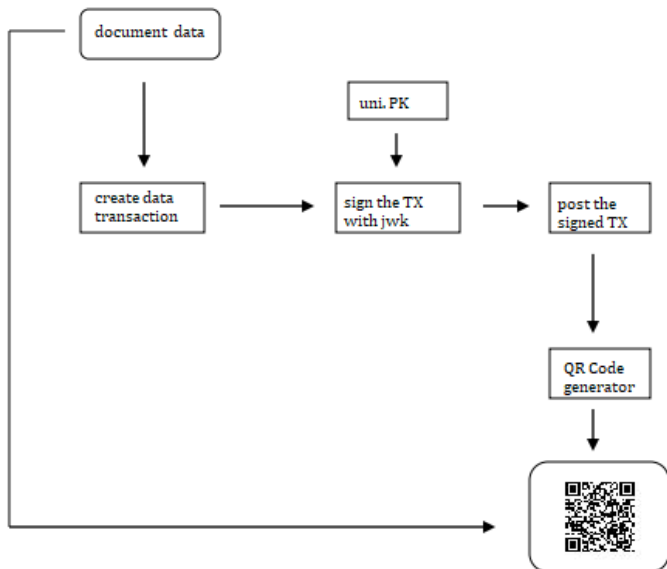 document data
uni. PK
create data
transaction
sign the TX
with jwk
post the
signed TX
QR Code
generator